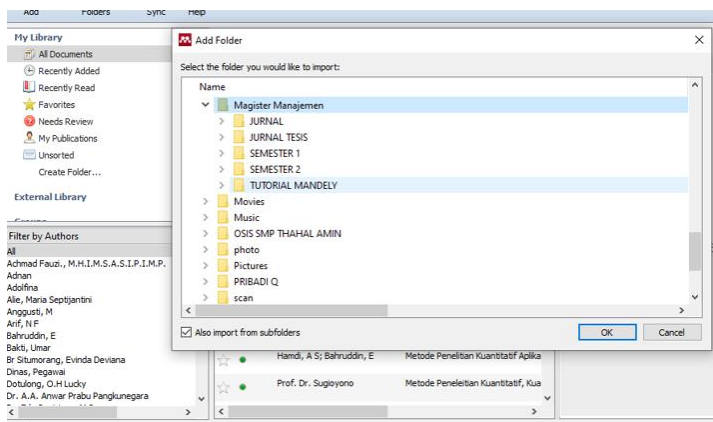 Add Folders Sync Help
My Library
All Documents
Recently Added
Recently Read
Favorites
Needs Review
My Publications
Unsorted
Create Folder...
External Library
Filter by Authors
All
Achmad Fauzi., M.H.I.M.S.A.S.I.P.I.M.P.
Adnan
Adolfina
Alie, Maria Septijantini
Anggusti, M
Arif, N F
Bahruddin, E
Bakti, Umar
Br Situmorang, Evinda Deviana
Dinas, Pegawai
Dotulong, O.H Lucky
Dr. A.A. Anwar Prabu Pangkunegara
Add Folder
Select the folder you would like to import:
Name
Magister Manajemen
JURNAL
JURNAL TESIS
SEMESTER 1
SEMESTER 2
TUTORIAL MANDELY
Movies
Music
OSIS SMP THAHAL AMIN
photo
Pictures
PRIBADI Q
scan
Also import from subfolders
OK Cancel
Hamdi, A S; Bahruddin, E Metode Penelitian Kuantitatif Aplika
Prof. Dr. Sugioyono Metode Peneleitian Kuantitatif, Kua